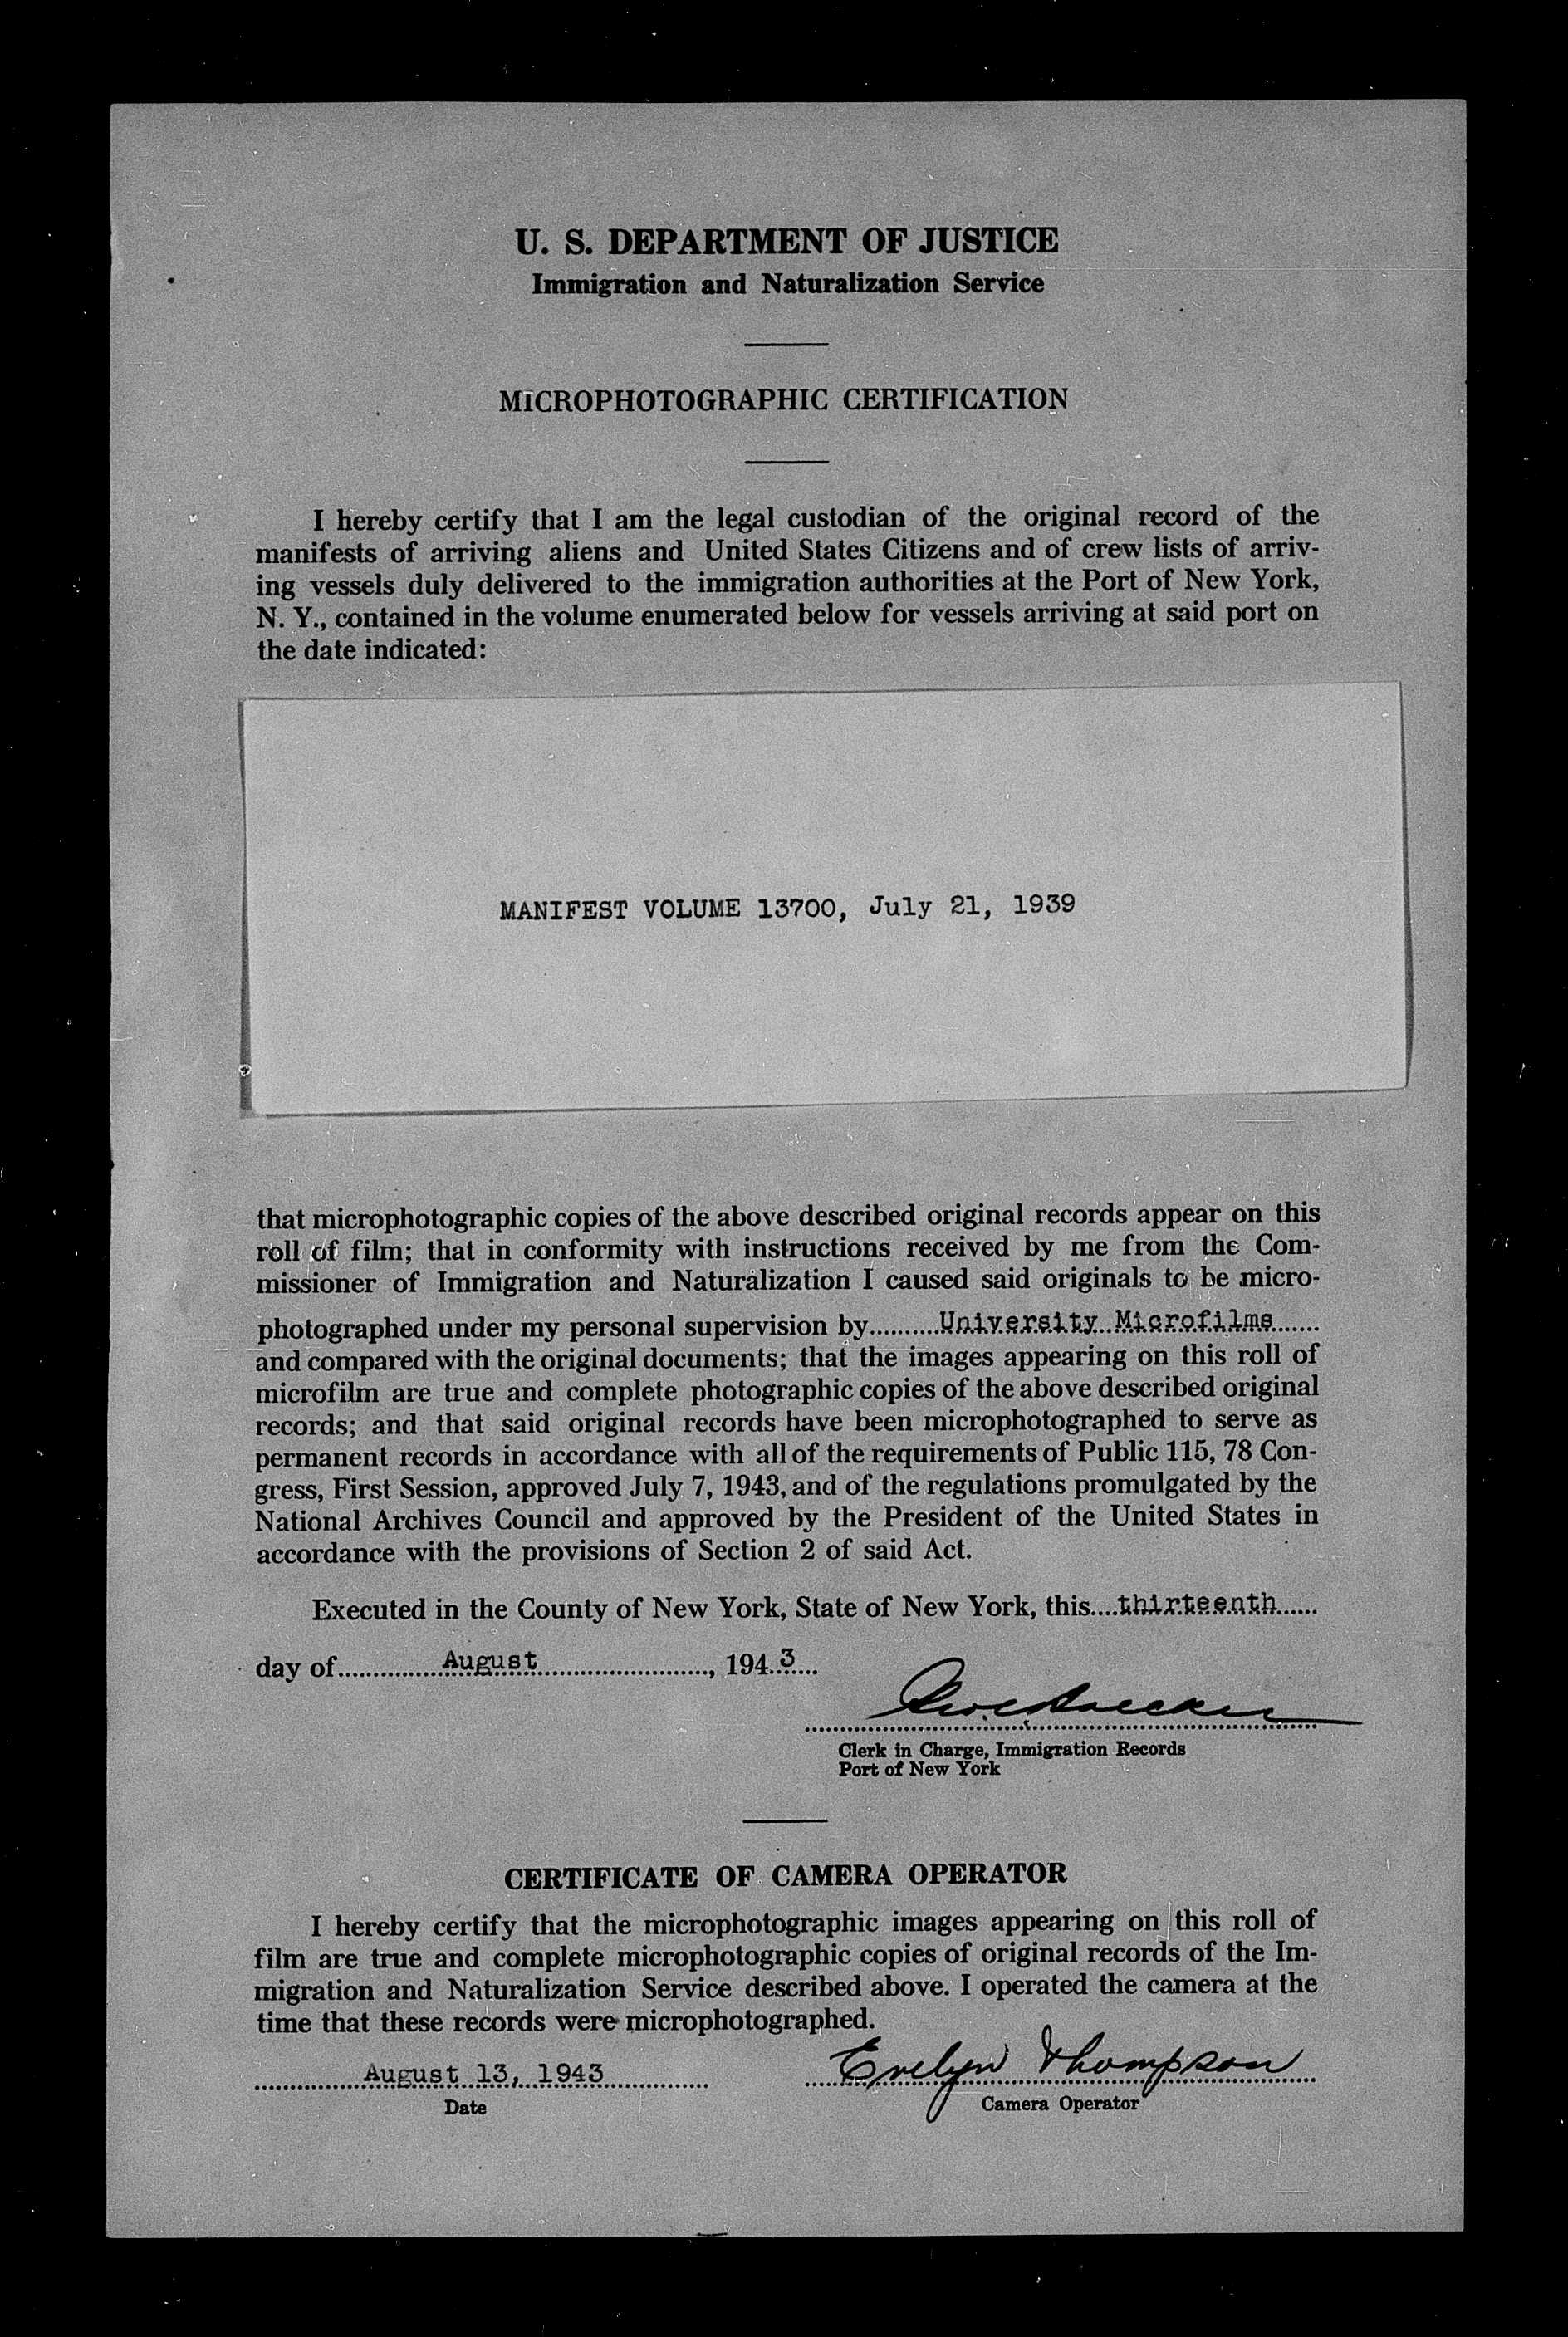 U. S. DEPARTMENT OF JUSTICE
Immigration and Naturalization Service
MICROPHOTOGRAPHIC CERTIFICATION
I hereby certify that I am the legal custodian of the original record of the
manifests of arriving aliens and United States Citizens and of crew lists of arriv-
ing vessels duly delivered to the immigration authorities at the Port of New York,
N. Y., contained in the volume enumerated below for vessels arriving at said port on
the date indicated:
MANIFEST VOLUME 13700, July 21, 1939
that microphotographic copies of the above described original records appear on this
roll of film; that in conformity with instructions received by me from the Com-
missioner of Immigration and Naturalization I caused said originals to be micro-
photographed under my personal supervision by University Microfilms
and compared with the original documents; that the images appearing on this roll of
microfilm are true and complete photographic copies of the above described original
records; and that said original records have been microphotographed to serve as
permanent records in accordance with all of the requirements of Public 115, 78 Con-
gress, First Session, approved July 7, 1943, and of the regulations promulgated by the
National Archives Council and approved by the President of the United States in
accordance with the provisions of Section 2 of said Act.
Executed in the County of New York, State of New York, this thirteenth
day of August, 1943
Clerk in Charge, Immigration Records
Port of New York
CERTIFICATE OF CAMERA OPERATOR
I hereby certify that the microphotographic images appearing on this roll of
film are true and complete microphotographic copies of original records of the Im-
migration and Naturalization Service described above. I operated the camera at the
time that these records were microphotographed.
August 13, 1943 Evelyn Thompson
Date Camera Operator